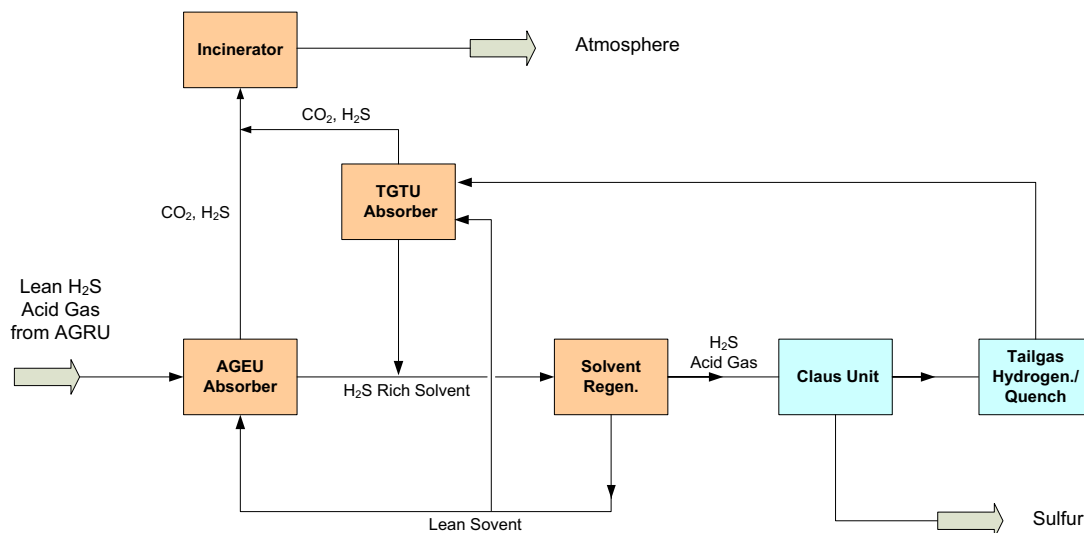 Incinerator
Atmosphere
CO₂, H₂S
TGTU
Absorber
CO₂, H₂S
Lean H₂S
Acid Gas
from AGRU
AGEU
Absorber
H₂S Rich Solvent
Solvent
Regen.
H₂S
Acid Gas
Claus Unit
Tailgas
Hydrogen./
Quench
Lean Sovent
Sulfur